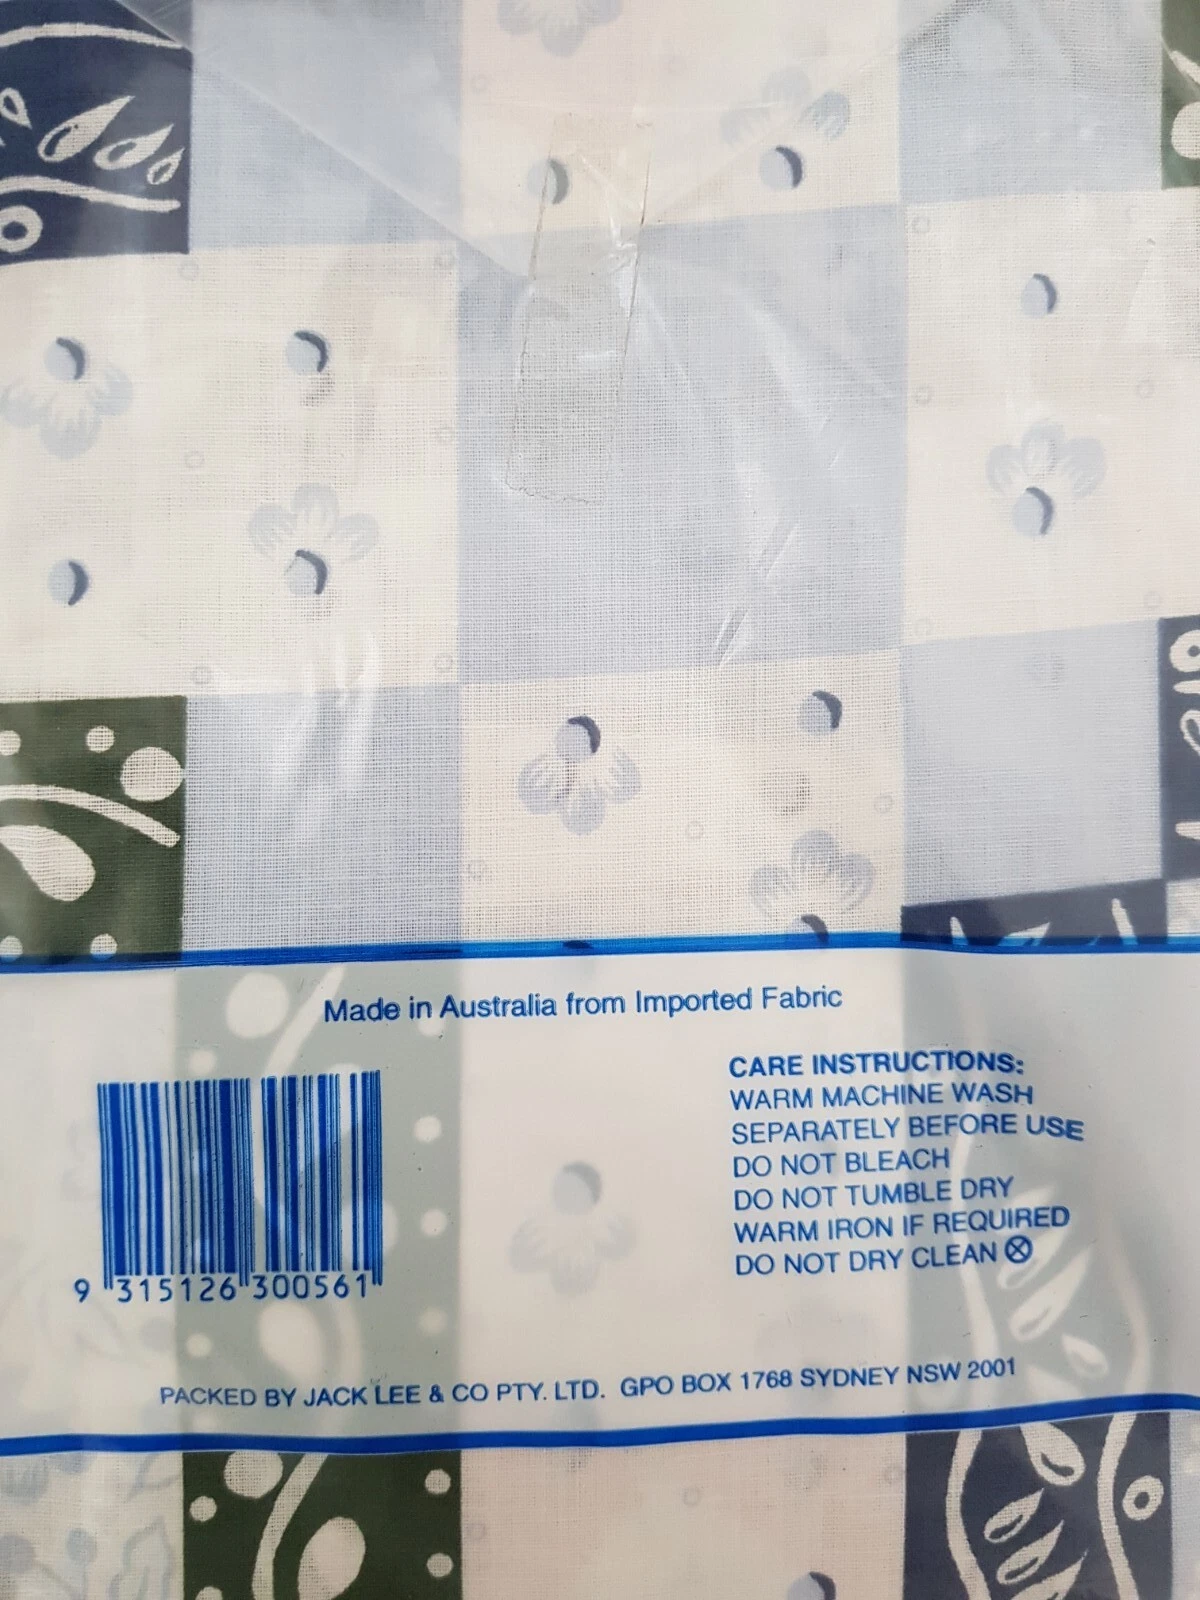 Made in Australia from Imported Fabric
CARE INSTRUCTIONS:
WARM MACHINE WASH
SEPARATELY BEFORE USE
DO NOT BLEACH
DO NOT TUMBLE DRY
WARM IRON IF REQUIRED
DO NOT DRY CLEAN ⓧ
9 315126 300561
PACKED BY JACK LEE & CO PTY. LTD. GPO BOX 1768 SYDNEY NSW 2001